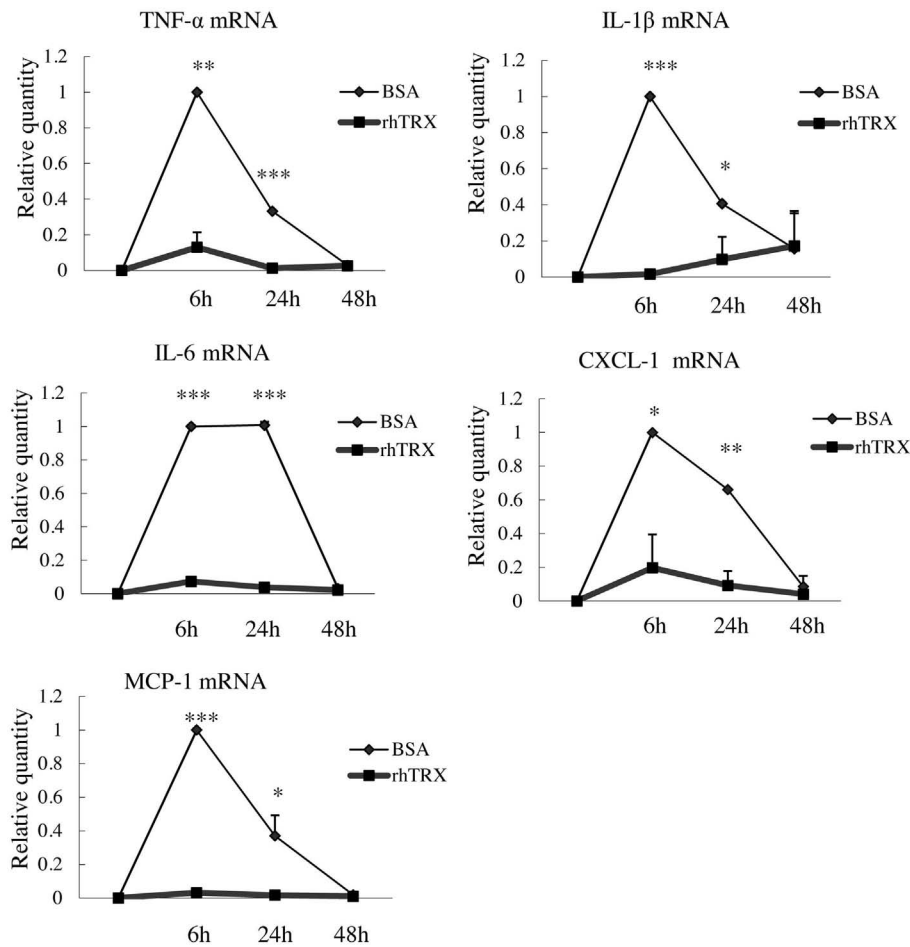 TNF-α mRNA
Relative quantity
1.2
1
0.8
0.6
0.4
0.2
0
**
***
BSA
rhTRX
6h 24h 48h
IL-1β mRNA
Relative quantity
1.2
1
0.8
0.6
0.4
0.2
0
***
*
BSA
rhTRX
6h 24h 48h
IL-6 mRNA
Relative quantity
1.2
1
0.8
0.6
0.4
0.2
0
*** ***
BSA
rhTRX
6h 24h 48h
CXCL-1 mRNA
Relative quantity
1.2
1
0.8
0.6
0.4
0.2
0
*
**
BSA
rhTRX
6h 24h 48h
MCP-1 mRNA
Relative quantity
1.2
1
0.8
0.6
0.4
0.2
0
***
*
BSA
rhTRX
6h 24h 48h